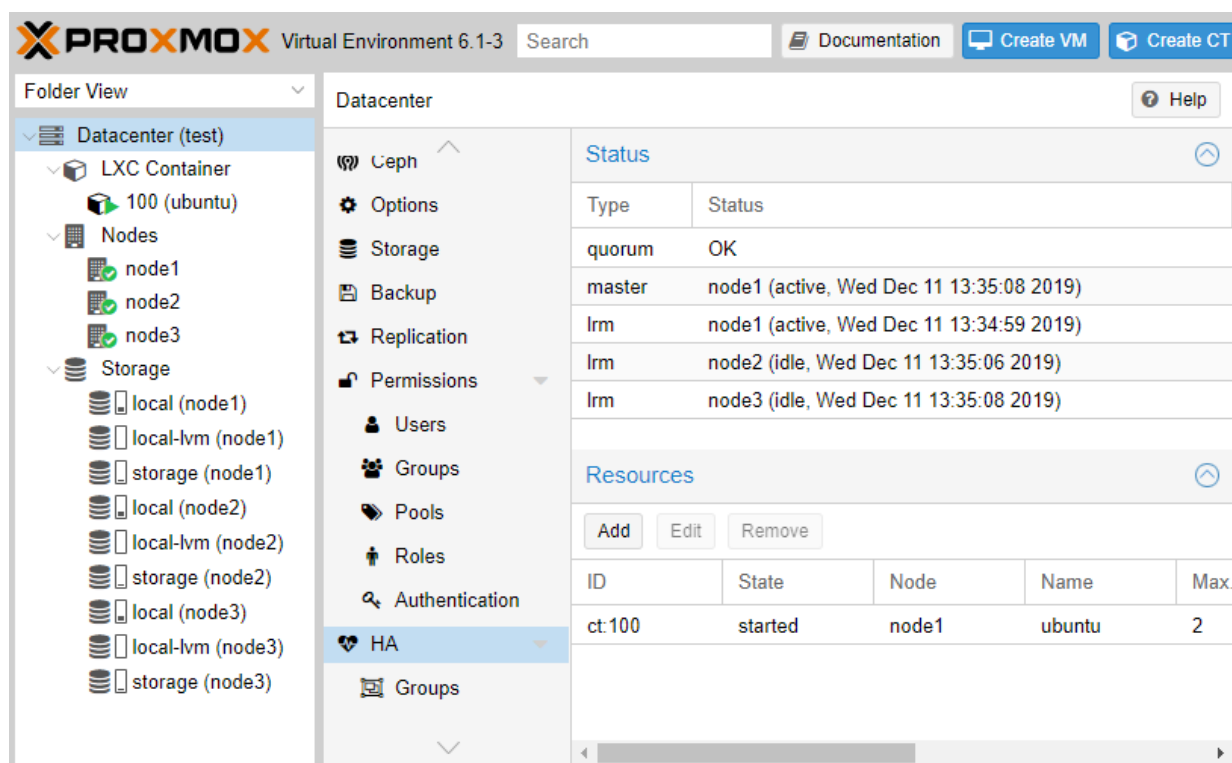 PROXMOX Virtual Environment 6.1-3 Search Documentation Create VM Create CT
Folder View
Datacenter (test)
LXC Container
100 (ubuntu)
Nodes
node1
node2
node3
Storage
local (node1)
local-lvm (node1)
storage (node1)
local (node2)
local-lvm (node2)
storage (node2)
local (node3)
local-lvm (node3)
storage (node3)
Datacenter
Help
Ceph
Options
Storage
Backup
Replication
Permissions
Users
Groups
Pools
Roles
Authentication
HA
Groups
Status
Type Status
quorum OK
master node1 (active, Wed Dec 11 13:35:08 2019)
lrm node1 (active, Wed Dec 11 13:34:59 2019)
lrm node2 (idle, Wed Dec 11 13:35:06 2019)
lrm node3 (idle, Wed Dec 11 13:35:08 2019)
Resources
Add Edit Remove
ID State Node Name Max.
ct:100 started node1 ubuntu 2